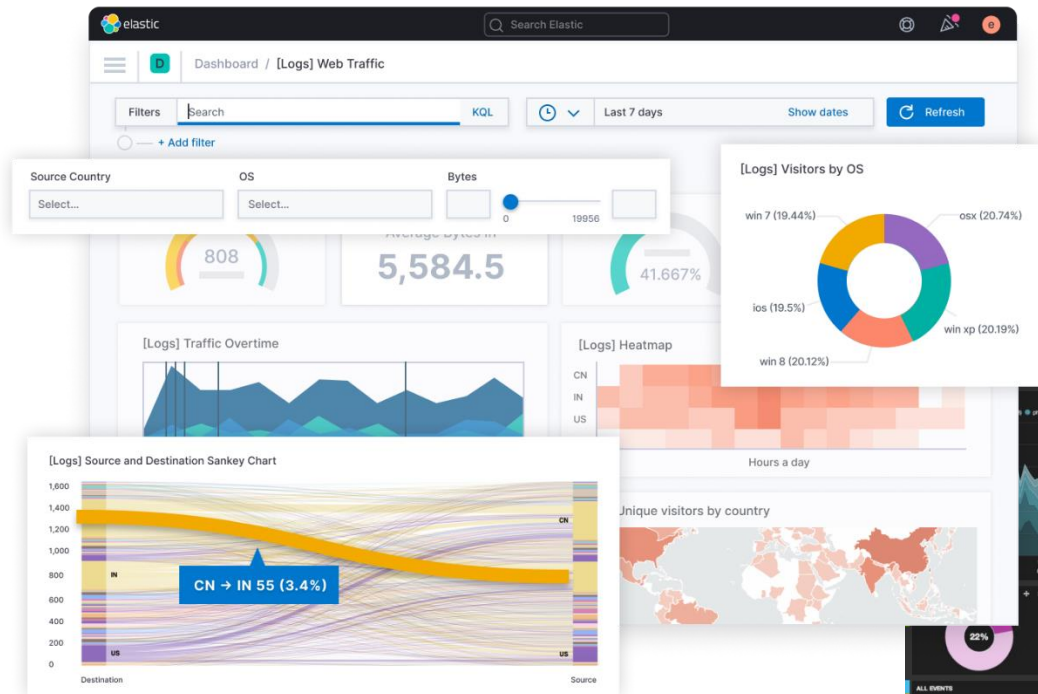 elastic
Search Elastic
e
D
Dashboard / [Logs] Web Traffic
Filters
Search
KQL
Last 7 days
Show dates
Refresh
+ Add filter
Source Country
OS
Bytes
Select...
Select...
0
19956
[Logs] Visitors by OS
win 7 (19.44%)
osx (20.74%)
ios (19.5%)
win xp (20.19%)
win 8 (20.12%)
808
Average Bytes In
5,584.5
41.667%
[Logs] Traffic Overtime
[Logs] Heatmap
CN
IN
US
Hours a day
[Logs] Source and Destination Sankey Chart
1,600
1,400
1,200
1,000
800
600
400
200
0
CN
IN
US
US
CN → IN 55 (3.4%)
Destination
Source
Unique visitors by country
22%
ALL EVENTS